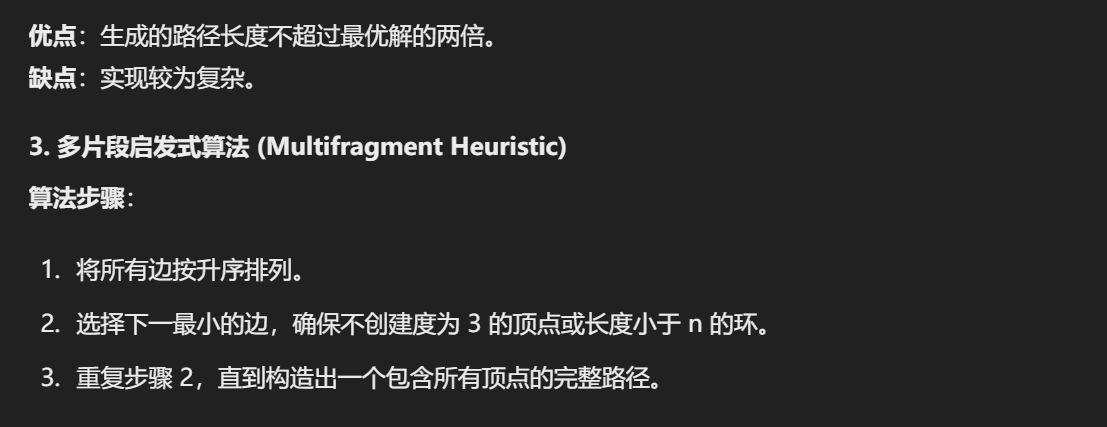 优点：生成的路径长度不超过最优解的两倍。
缺点：实现较为复杂。
3. 多片段启发式算法 (Multifragment Heuristic)
算法步骤：
1. 将所有边按升序排列。
2. 选择下一最小的边，确保不创建度为 3 的顶点或长度小于 n 的环。
3. 重复步骤 2，直到构造出一个包含所有顶点的完整路径。